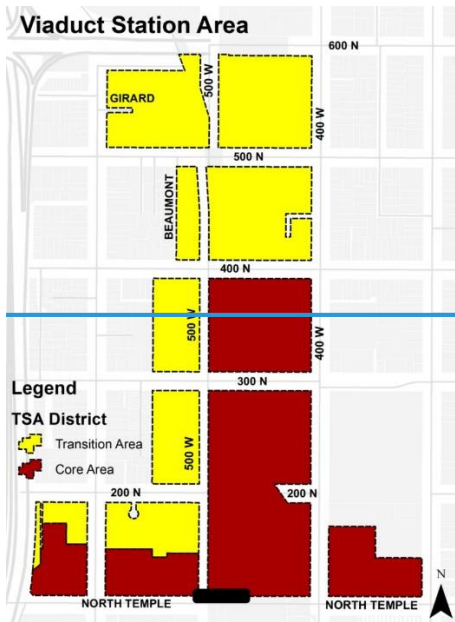 Viaduct Station Area
600 N
500 W
GIRARD
400 W
500 N
BEAUMONT
400 N
500 W
400 W
300 N
Legend
TSA District
Transition Area
Core Area
500 W
200 N
200 N
N
NORTH TEMPLE
NORTH TEMPLE